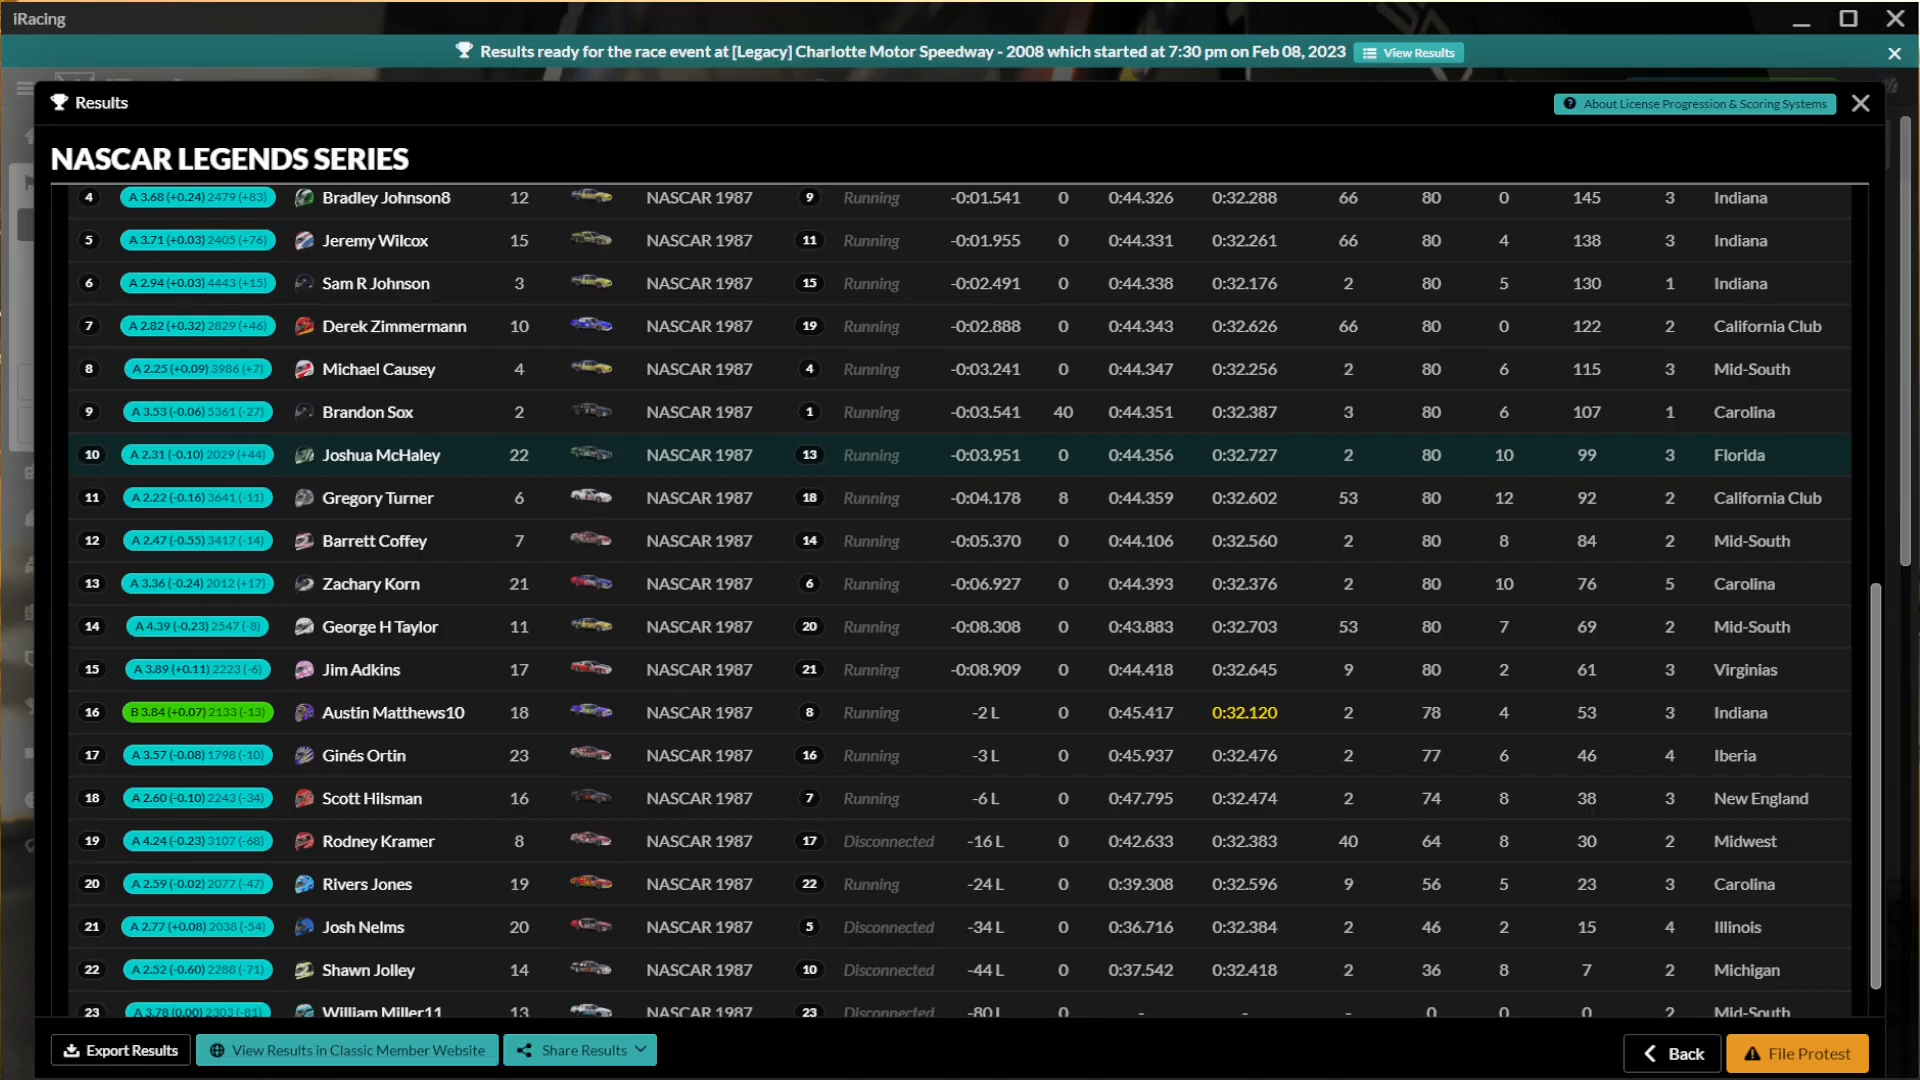 iRacing
Results ready for the race event at [Legacy] Charlotte Motor Speedway - 2008 which started at 7:30 pm on Feb 08, 2023 View Results
Results About License Progression & Scoring Systems
NASCAR LEGENDS SERIES
4 A 3.68 (+0.24) 2479 (+83) Bradley Johnson8 12 NASCAR 1987 9 Running -0:01.541 0 0:44.326 0:32.288 66 80 0 145 3 Indiana
5 A 3.71 (+0.03) 2405 (+76) Jeremy Wilcox 15 NASCAR 1987 11 Running -0:01.955 0 0:44.331 0:32.261 66 80 4 138 3 Indiana
6 A 2.94 (+0.03) 4443 (+15) Sam R Johnson 3 NASCAR 1987 15 Running -0:02.491 0 0:44.338 0:32.176 2 80 5 130 1 Indiana
7 A 2.82 (+0.32) 2829 (+46) Derek Zimmermann 10 NASCAR 1987 19 Running -0:02.888 0 0:44.343 0:32.626 66 80 0 122 2 California Club
8 A 2.25 (+0.09) 3986 (+7) Michael Causey 4 NASCAR 1987 4 Running -0:03.241 0 0:44.347 0:32.256 2 80 6 115 3 Mid-South
9 A 3.53 (-0.06) 5361 (-27) Brandon Sox 2 NASCAR 1987 1 Running -0:03.541 40 0:44.351 0:32.387 3 80 6 107 1 Carolina
10 A 2.31 (-0.10) 2029 (+44) Joshua McHaley 22 NASCAR 1987 13 Running -0:03.951 0 0:44.356 0:32.727 2 80 10 99 3 Florida
11 A 2.22 (-0.16) 3641 (-11) Gregory Turner 6 NASCAR 1987 18 Running -0:04.178 8 0:44.359 0:32.602 53 80 12 92 2 California Club
12 A 2.47 (-0.55) 3417 (-14) Barrett Coffey 7 NASCAR 1987 14 Running -0:05.370 0 0:44.106 0:32.560 2 80 8 84 2 Mid-South
13 A 3.36 (-0.24) 2012 (+17) Zachary Korn 21 NASCAR 1987 6 Running -0:06.927 0 0:44.393 0:32.376 2 80 10 76 5 Carolina
14 A 4.39 (-0.23) 2547 (-8) George H Taylor 11 NASCAR 1987 20 Running -0:08.308 0 0:43.883 0:32.703 53 80 7 69 2 Mid-South
15 A 3.89 (+0.11) 2223 (-6) Jim Adkins 17 NASCAR 1987 21 Running -0:08.909 0 0:44.418 0:32.645 9 80 2 61 3 Virginias
16 B 3.84 (+0.07) 2133 (-13) Austin Matthews10 18 NASCAR 1987 8 Running -2 L 0 0:45.417 0:32.120 2 78 4 53 3 Indiana
17 A 3.57 (-0.08) 1798 (-10) Ginés Ortin 23 NASCAR 1987 16 Running -3 L 0 0:45.937 0:32.476 2 77 6 46 4 Iberia
18 A 2.60 (-0.10) 2243 (-34) Scott Hilsman 16 NASCAR 1987 7 Running -6 L 0 0:47.795 0:32.474 2 74 8 38 3 New England
19 A 4.24 (-0.23) 3107 (-68) Rodney Kramer 8 NASCAR 1987 17 Disconnected -16 L 0 0:42.633 0:32.383 40 64 8 30 2 Midwest
20 A 2.59 (-0.02) 2077 (-47) Rivers Jones 19 NASCAR 1987 22 Running -24 L 0 0:39.308 0:32.596 9 56 5 23 3 Carolina
21 A 2.77 (+0.08) 2038 (-54) Josh Nelms 20 NASCAR 1987 5 Disconnected -34 L 0 0:36.716 0:32.384 2 46 2 15 4 Illinois
22 A 2.52 (-0.60) 2288 (-71) Shawn Jolley 14 NASCAR 1987 10 Disconnected -44 L 0 0:37.542 0:32.418 2 36 8 7 2 Michigan
23 A 3.78 (0.00) 2303 (-81) William Miller11 13 NASCAR 1987 23 Disconnected -80 L 0 - - - 0 0 0 2 Mid-South
Export Results View Results in Classic Member Website Share Results Back File Protest